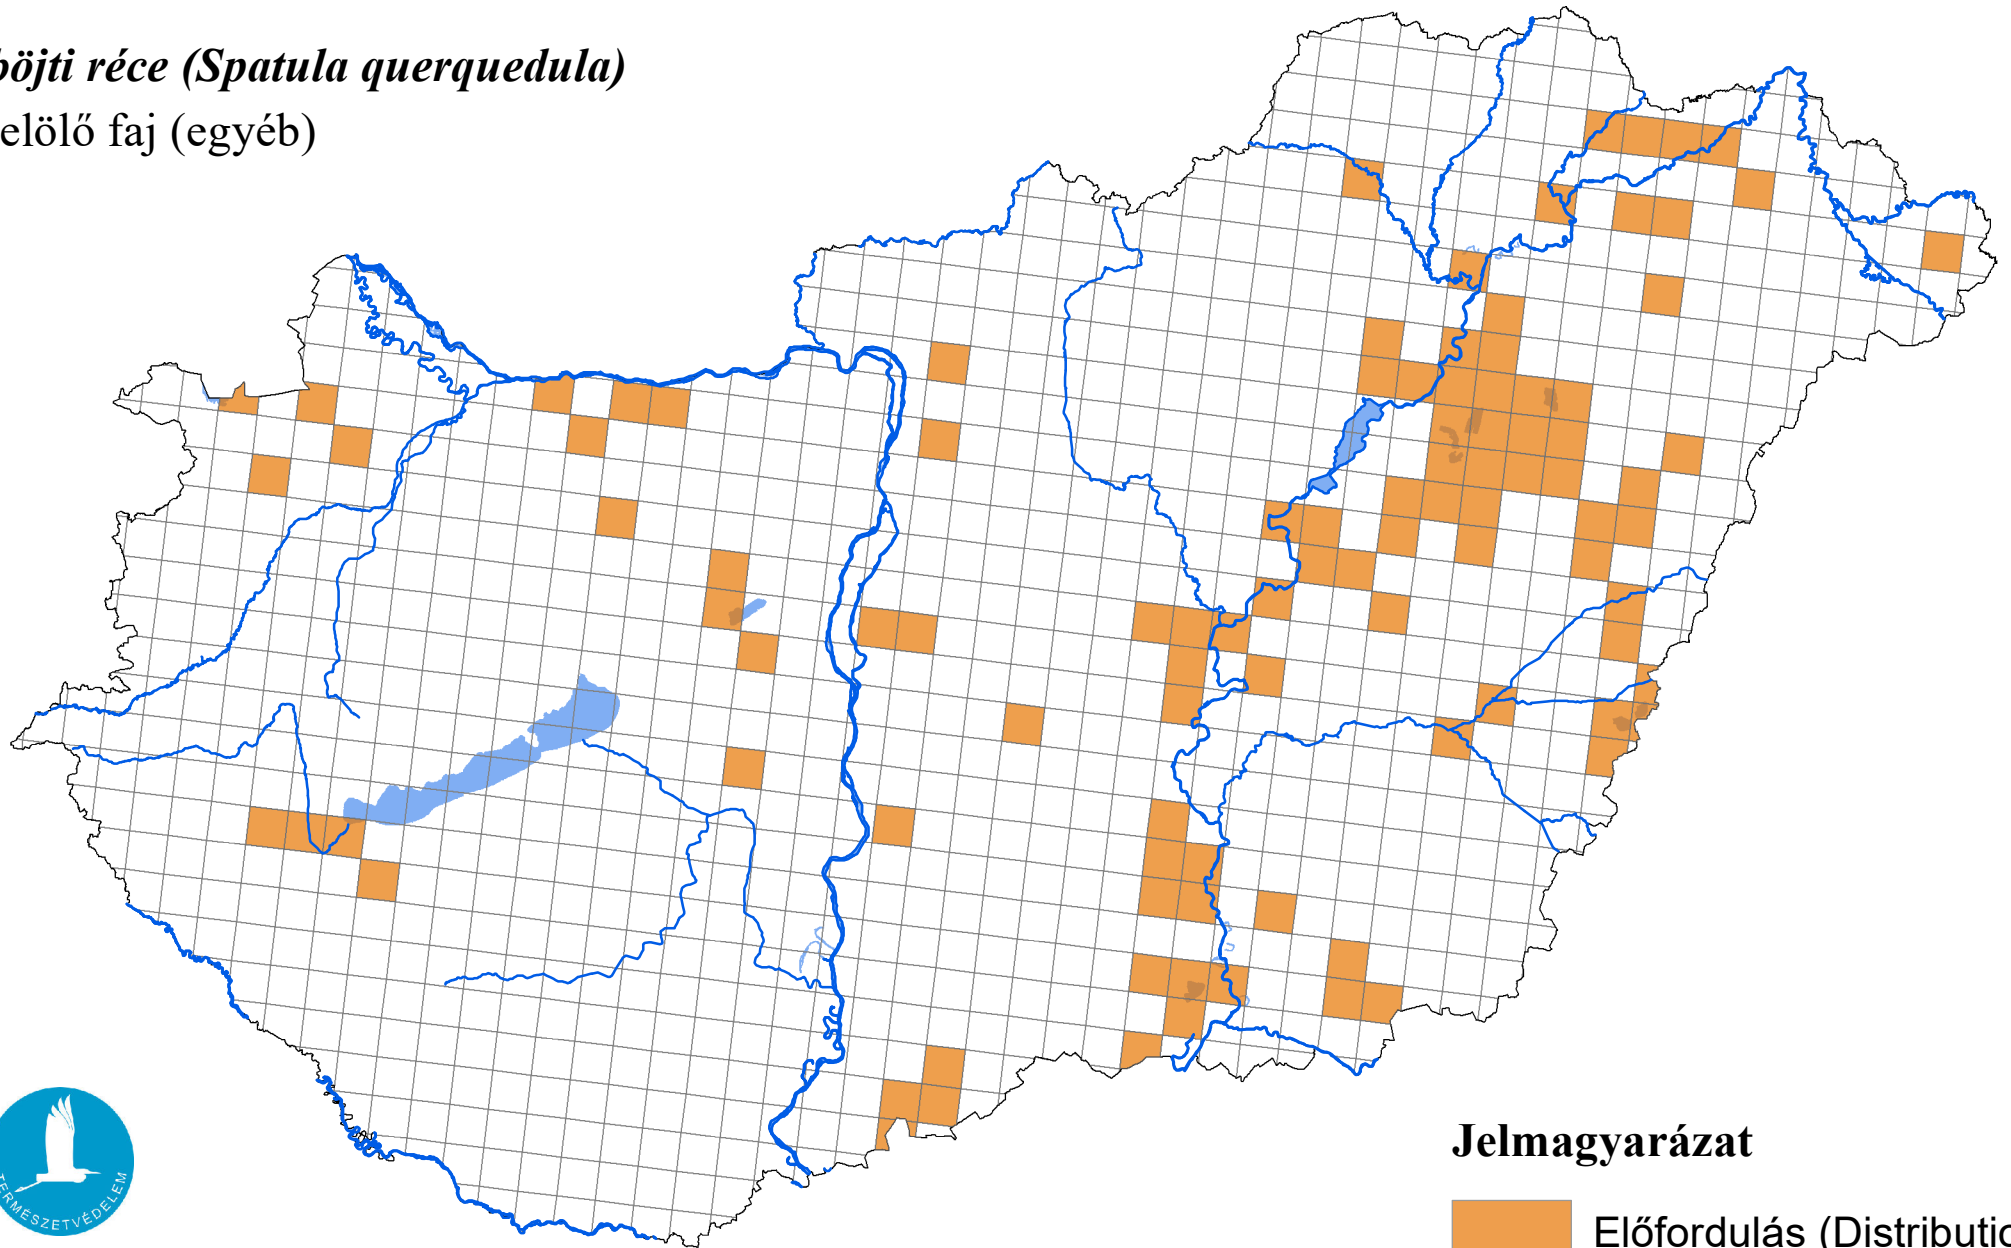 böjti réce (Spatula querquedula)
elölő faj (egyéb)
TERMÉSZETVÉDELEM
Jelmagyarázat
Előfordulás (Distributio